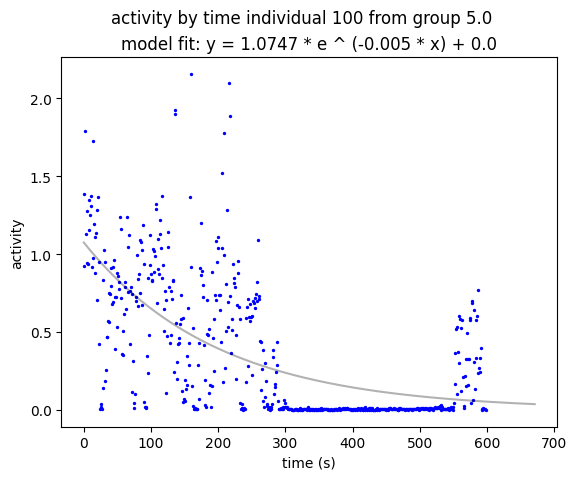 activity by time individual 100 from group 5.0
model fit: y = 1.0747 * e ^ (-0.005 * x) + 0.0
2.0
1.5
1.0
0.5
0.0
activity
0 100 200 300 400 500 600 700
time (s)